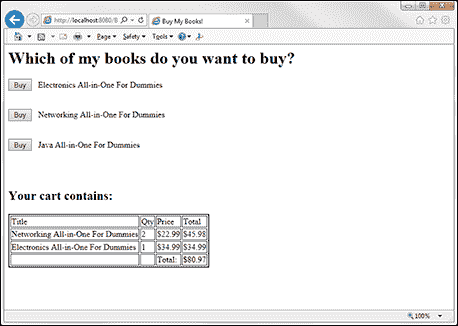 http://localhost:8080/B
Buy My Books!
Page Safety Tools
Which of my books do you want to buy?
Buy Electronics All-in-One For Dummies
Buy Networking All-in-One For Dummies
Buy Java All-in-One For Dummies
Your cart contains:
Title Qty Price Total
Networking All-in-One For Dummies 2 $22.99 $45.98
Electronics All-in-One For Dummies 1 $34.99 $34.99
Total: $80.97
100%